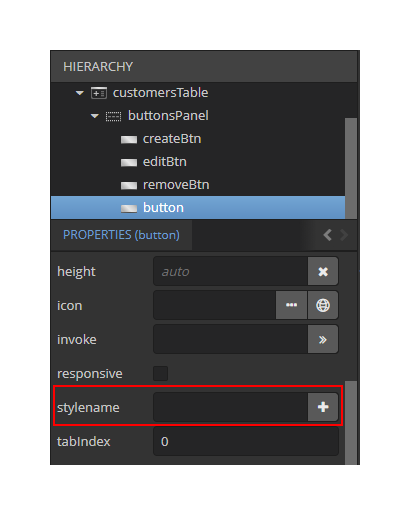 HIERARCHY
customersTable
buttonsPanel
createBtn
editBtn
removeBtn
button
PROPERTIES (button)
height auto
icon
invoke
responsive
stylename
tabIndex 0